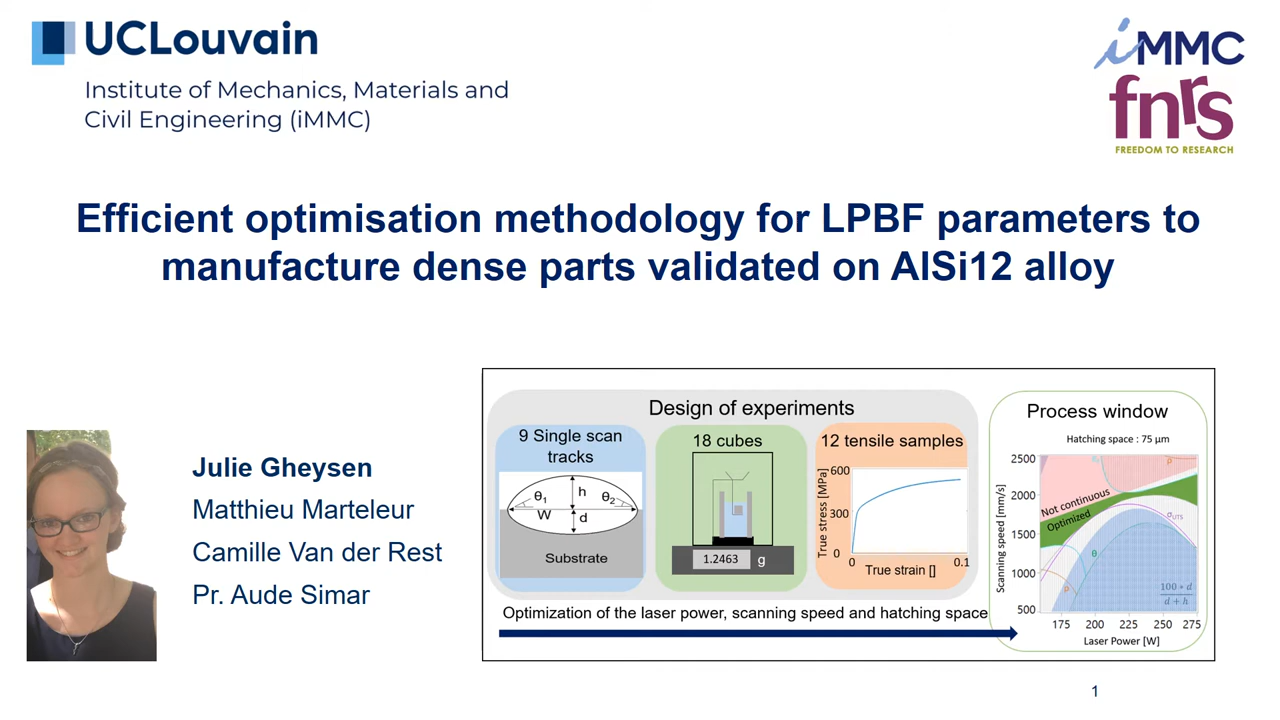 UCLouvain
Institute of Mechanics, Materials and
Civil Engineering (iMMC)
iMMC
fnrs
FREEDOM TO RESEARCH
Efficient optimisation methodology for LPBF parameters to
manufacture dense parts validated on AlSi12 alloy
Julie Gheysen
Matthieu Marteleur
Camille Van der Rest
Pr. Aude Simar
Design of experiments
9 Single scan
tracks
h
θ1
θ2
W
d
Substrate
18 cubes
1.2463 g
12 tensile samples
True stress [MPa]
600
300
0
0
0.1
True strain []
Optimization of the laser power, scanning speed and hatching space
Process window
Hatching space : 75 µm
Scanning speed [mm/s]
2500
2000
1500
1000
500
ρ
Not continuous
Optimized
σUTS
θ
ρ
100 * d
d + h
175 200 225 250 275
Laser Power [W]
1